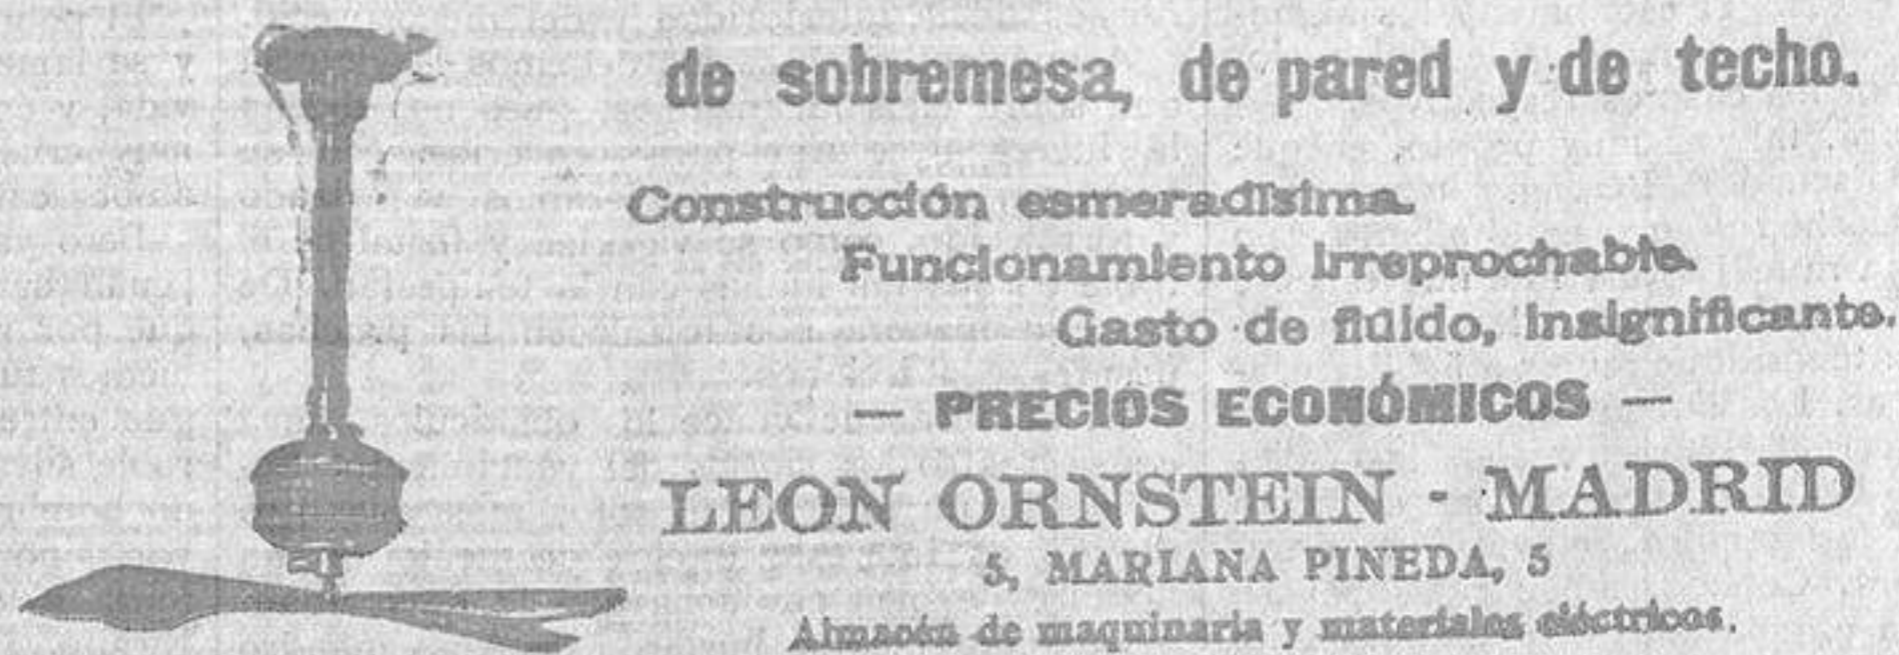 de sobremesa, de pared y de techo.
Construcción esmeradísima.
Funcionamiento irreprochable.
Gasto de flúido, insignificante.
— PRECIOS ECONÓMICOS —
LEON ORNSTEIN - MADRID
5, MARIANA PINEDA, 5
Almacén de maquinaria y materiales eléctricos.